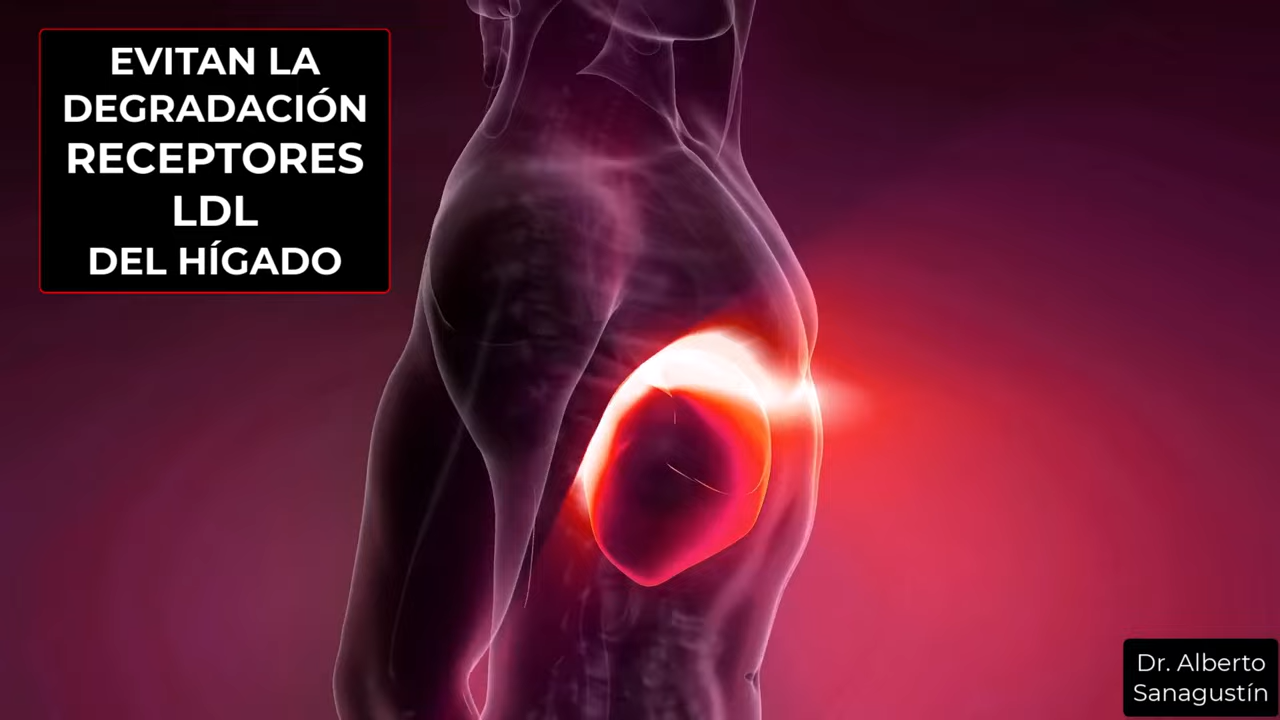 EVITAN LA
DEGRADACIÓN
RECEPTORES
LDL
DEL HÍGADO
Dr. Alberto
Sanagustín